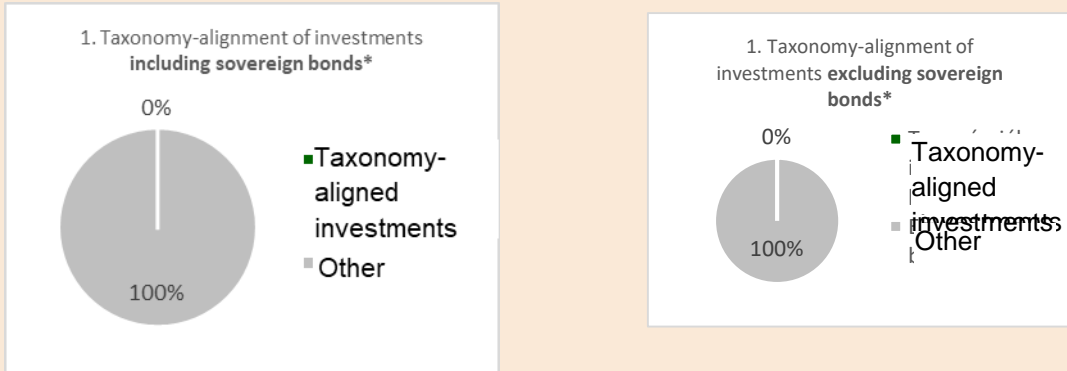 1. Taxonomy-alignment of investments
including sovereign bonds*
0%
100%
Taxonomy-
aligned
investments
Other
1. Taxonomy-alignment of
investments excluding sovereign
bonds*
0%
100%
Taxonomy-
aligned
investments
Other